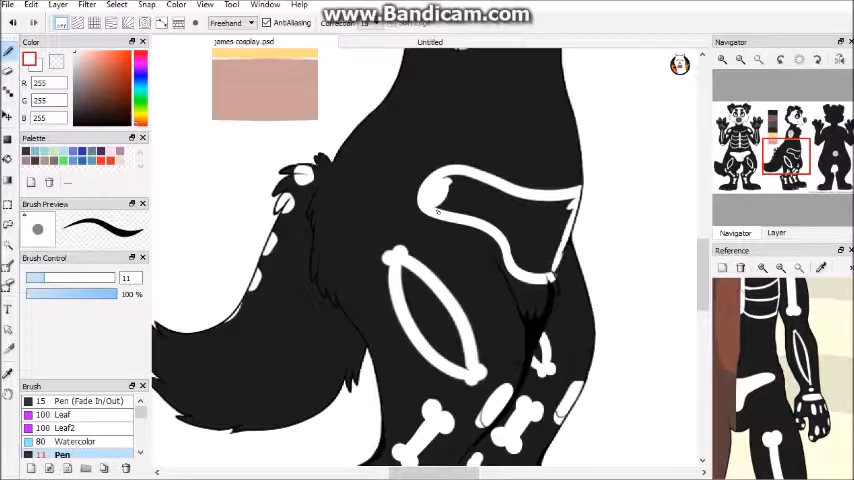 www.Bandicam.com
File Edit Layer Filter Select Snap Color View Tool Window Help
off Freehand AntiAliasing Correction
Color james cosplay.psd Untitled Navigator
R 255
G 255
B 255
Palette
---
Brush Preview
Navigator Layer
Brush Control Reference
11
100 %
Brush
15 Pen (Fade In/Out)
100 Leaf
100 Leaf2
80 Watercolor
11 Pen